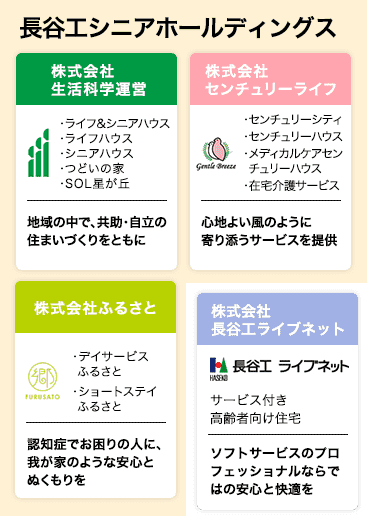 長谷工シニアホールディングス
株式会社
生活科学運営
・ライフ&シニアハウス
・ライフハウス
・シニアハウス
・つどいの家
・SOL星が丘
地域の中で、共助・自立の
住まいづくりをともに
株式会社
センチュリーライフ
Gentle Breeze
・センチュリーシティ
・センチュリーハウス
・メディカルケアセン
チュリーハウス
・在宅介護サービス
心地よい風のように
寄り添うサービスを提供
株式会社ふるさと
郷
FURUSATO
・デイサービス
ふるさと
・ショートステイ
ふるさと
認知症でお困りの人に、
我が家のような安心と
ぬくもりを
株式会社
長谷工ライブネット
HASEKO
長谷工 ライブネット
サービス付き
高齢者向け住宅
ソフトサービスのプロ
フェッショナルならで
はの安心と快適を